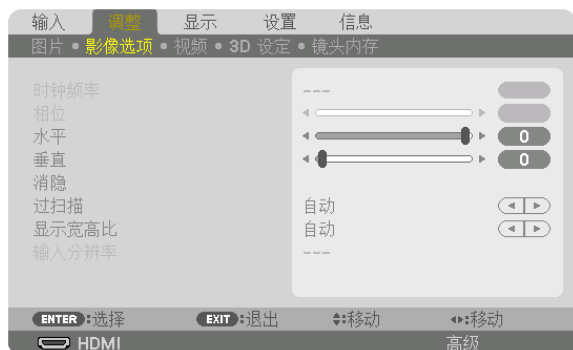 输入 调整 显示 设置 信息
图片 • 影像选项 • 视频 • 3D 设定 • 镜头内存
时钟频率 ---
相位
水平 0
垂直 0
消隐
过扫描 自动
显示宽高比 自动
输入分辨率 ---
ENTER:选择 EXIT:退出 :移动 :移动
HDMI 高级